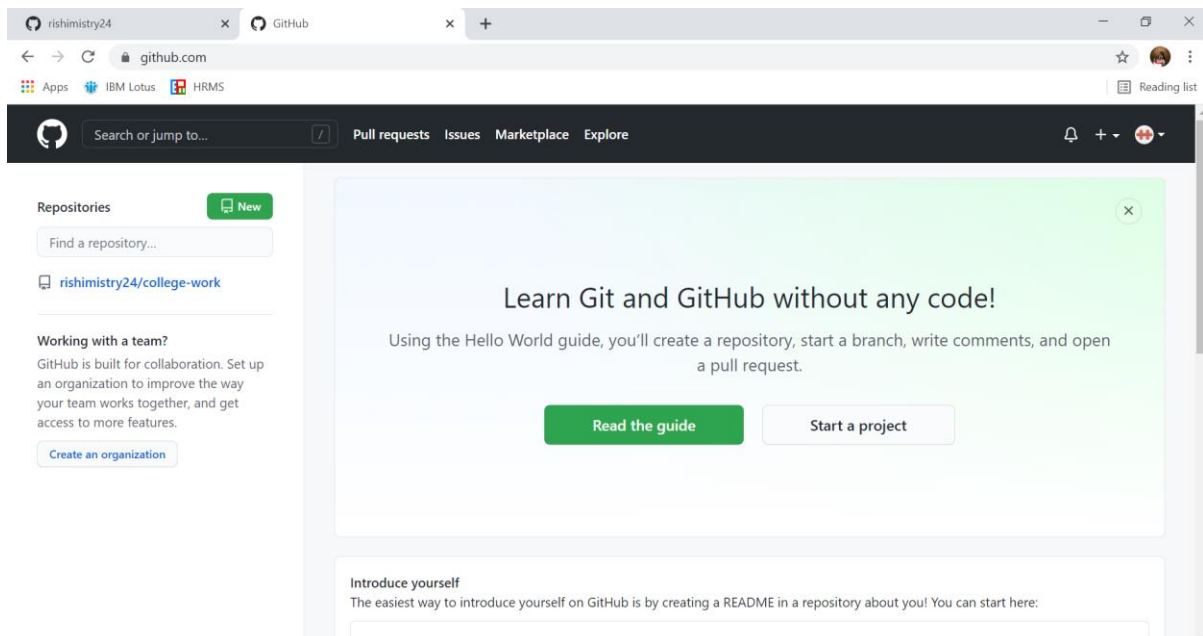 rishimistry24
GitHub
github.com
Apps IBM Lotus HRMS
Reading list
Search or jump to... /
Pull requests Issues Marketplace Explore
Repositories
New
Find a repository...
rishimistry24/college-work
Working with a team?
GitHub is built for collaboration. Set up
an organization to improve the way
your team works together, and get
access to more features.
Create an organization
Learn Git and GitHub without any code!
Using the Hello World guide, you’ll create a repository, start a branch, write comments, and open
a pull request.
Read the guide
Start a project
Introduce yourself
The easiest way to introduce yourself on GitHub is by creating a README in a repository about you! You can start here: